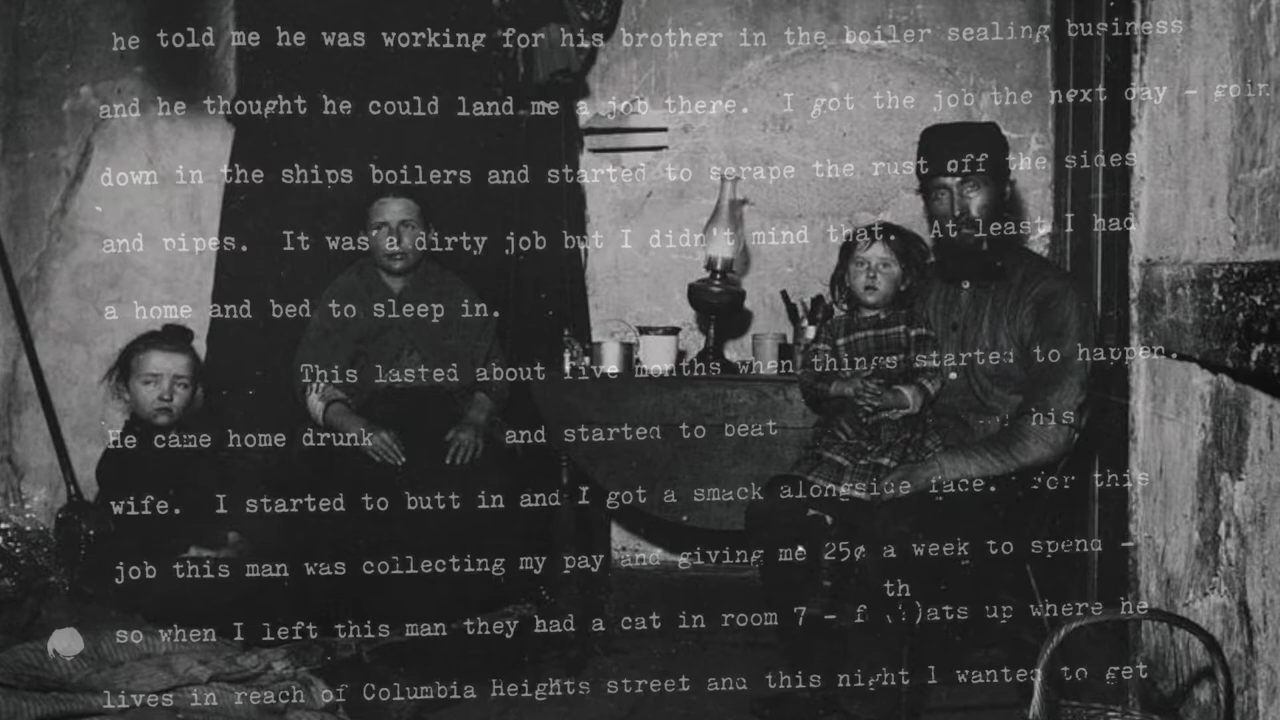 he told me he was working for his brother in the boiler sealing business
and he thought he could land me a job there. I got the job the next day - goin
down in the ships boilers and started to scrape the rust off the sides
and pipes. It was a dirty job but I didn't mind that. At least I had
a home and bed to sleep in.
This lasted about five months when things started to happen.
He came home drunk and started to beat his
wife. I started to butt in and I got a smack alongside face. For this
job this man was collecting my pay and giving me 25¢ a week to spend -
th
so when I left this man they had a cat in room 7 - up where he
lives in reach of Columbia Heights street and this night I wanted to get